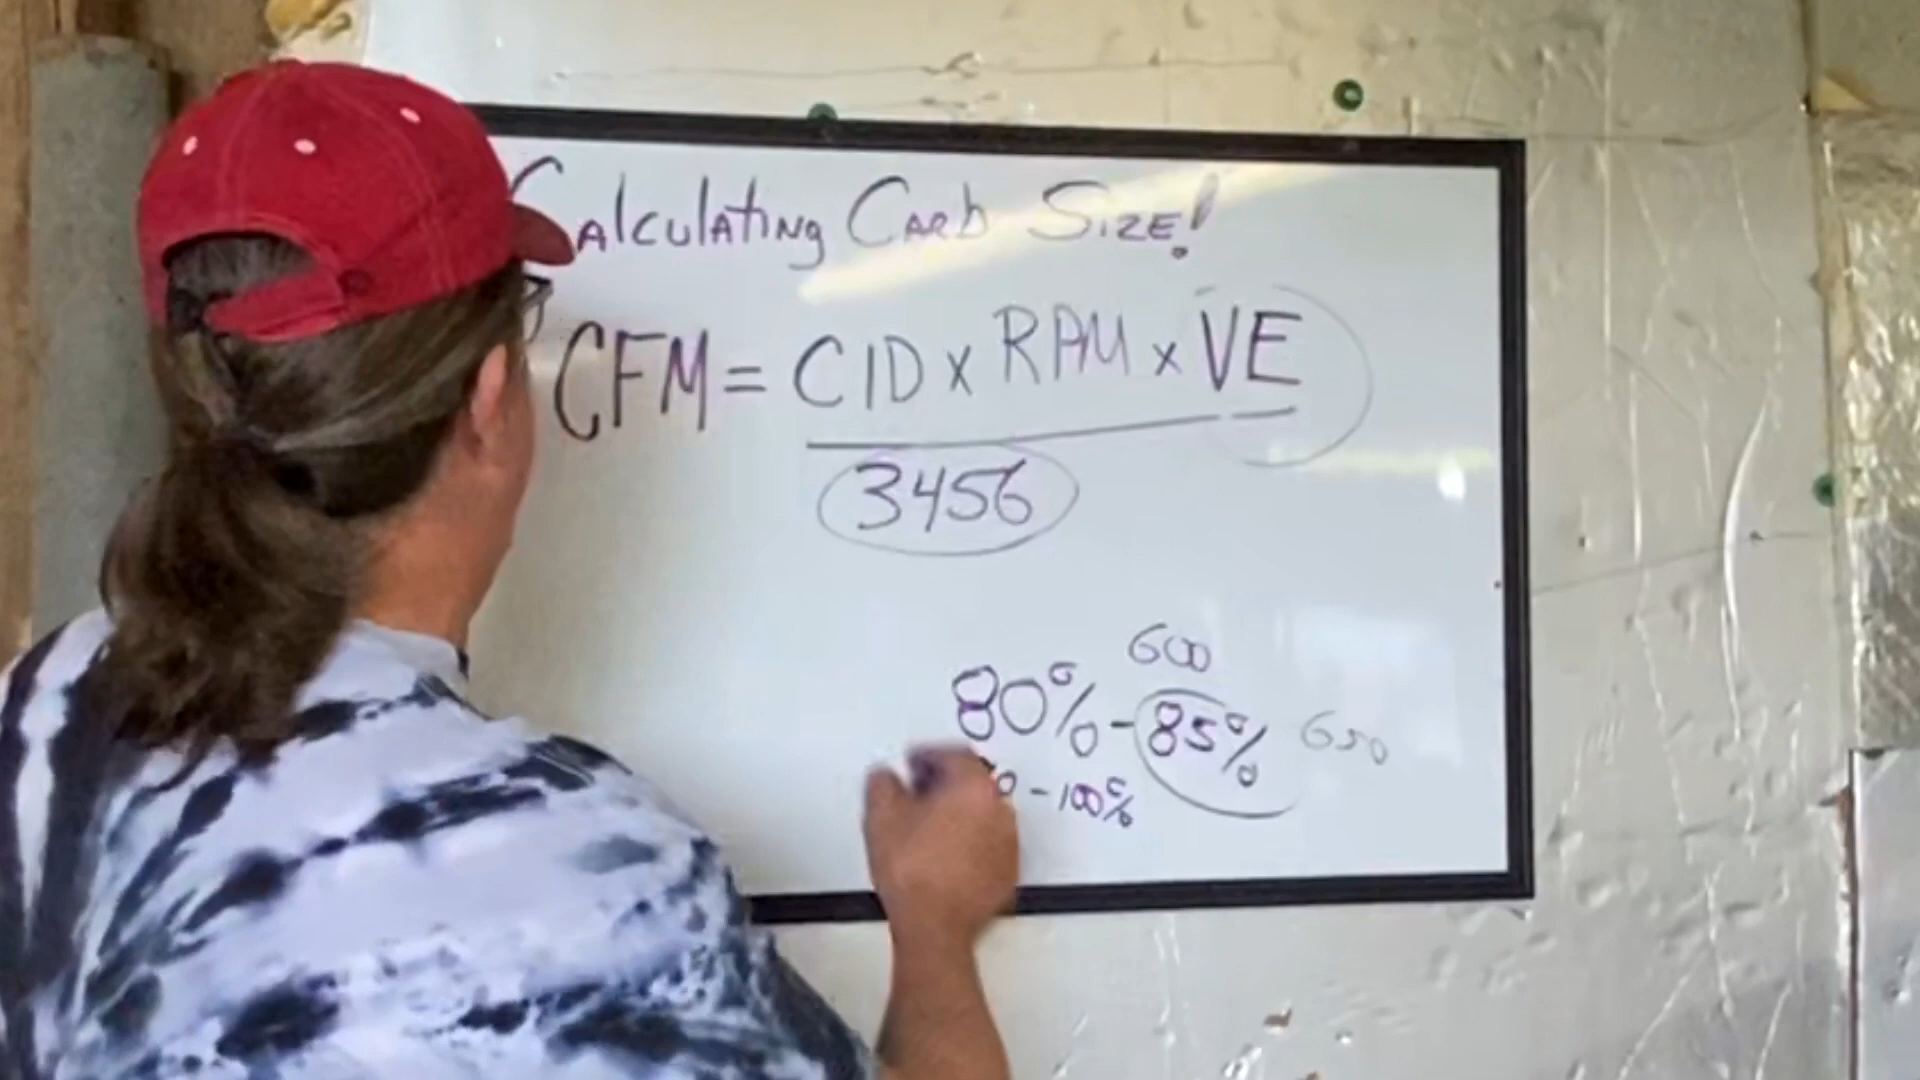 Calculating Carb Size!
CFM = CID x RPM x VE
3456
600
80% - 85% 650
- 100%